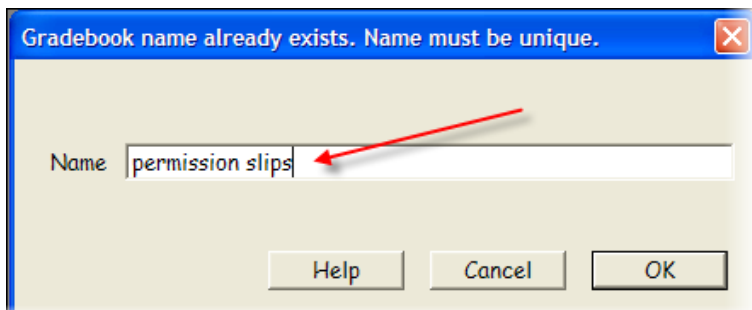 Gradebook name already exists. Name must be unique.
Name permission slips
Help Cancel OK